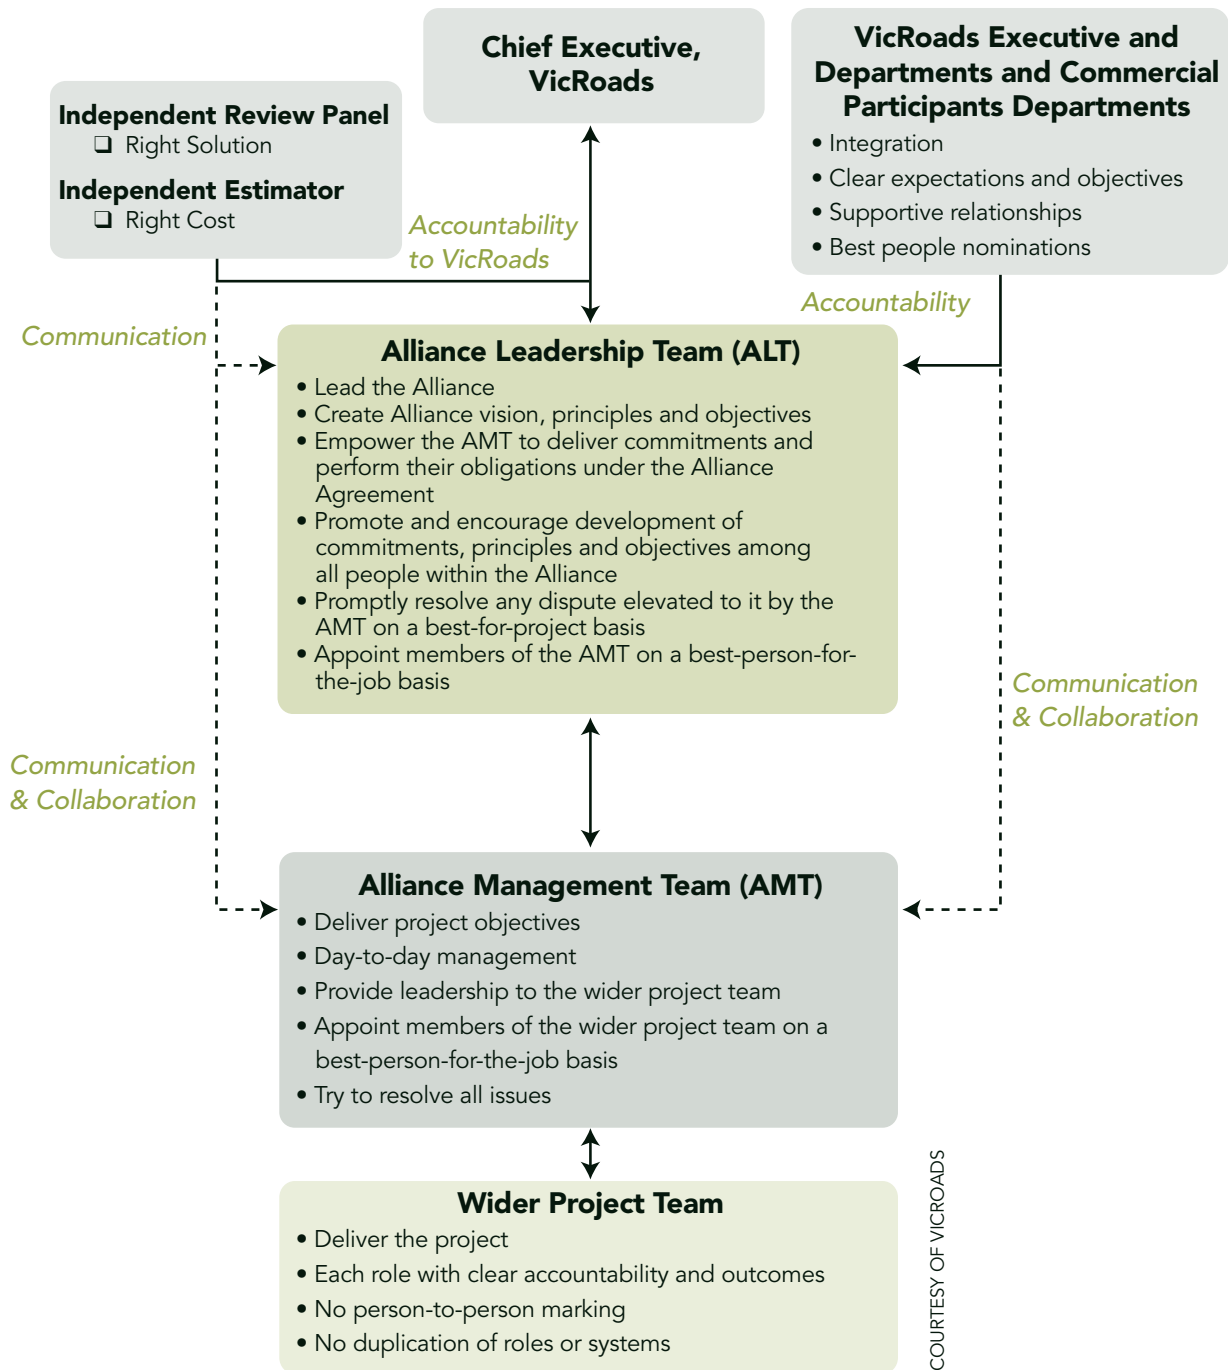 Chief Executive,
VicRoads
VicRoads Executive and
Departments and Commercial
Participants Departments
• Integration
• Clear expectations and objectives
• Supportive relationships
• Best people nominations
Independent Review Panel
❑ Right Solution
Independent Estimator
❑ Right Cost
Accountability
to VicRoads
Accountability
Communication
Alliance Leadership Team (ALT)
• Lead the Alliance
• Create Alliance vision, principles and objectives
• Empower the AMT to deliver commitments and
perform their obligations under the Alliance
Agreement
• Promote and encourage development of
commitments, principles and objectives among
all people within the Alliance
• Promptly resolve any dispute elevated to it by the
AMT on a best-for-project basis
• Appoint members of the AMT on a best-person-for-
the-job basis
Communication
& Collaboration
Communication
& Collaboration
Alliance Management Team (AMT)
• Deliver project objectives
• Day-to-day management
• Provide leadership to the wider project team
• Appoint members of the wider project team on a
best-person-for-the-job basis
• Try to resolve all issues
Wider Project Team
• Deliver the project
• Each role with clear accountability and outcomes
• No person-to-person marking
• No duplication of roles or systems
COURTESY OF VICROADS